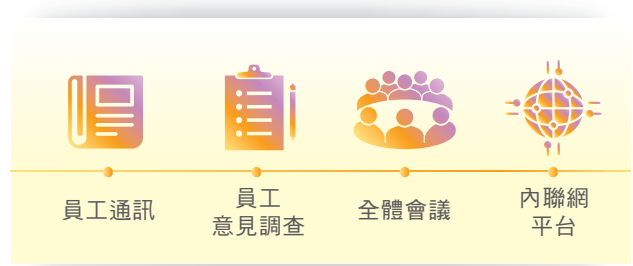 員工通訊
員工
意見調查
全體會議
內聯網
平台